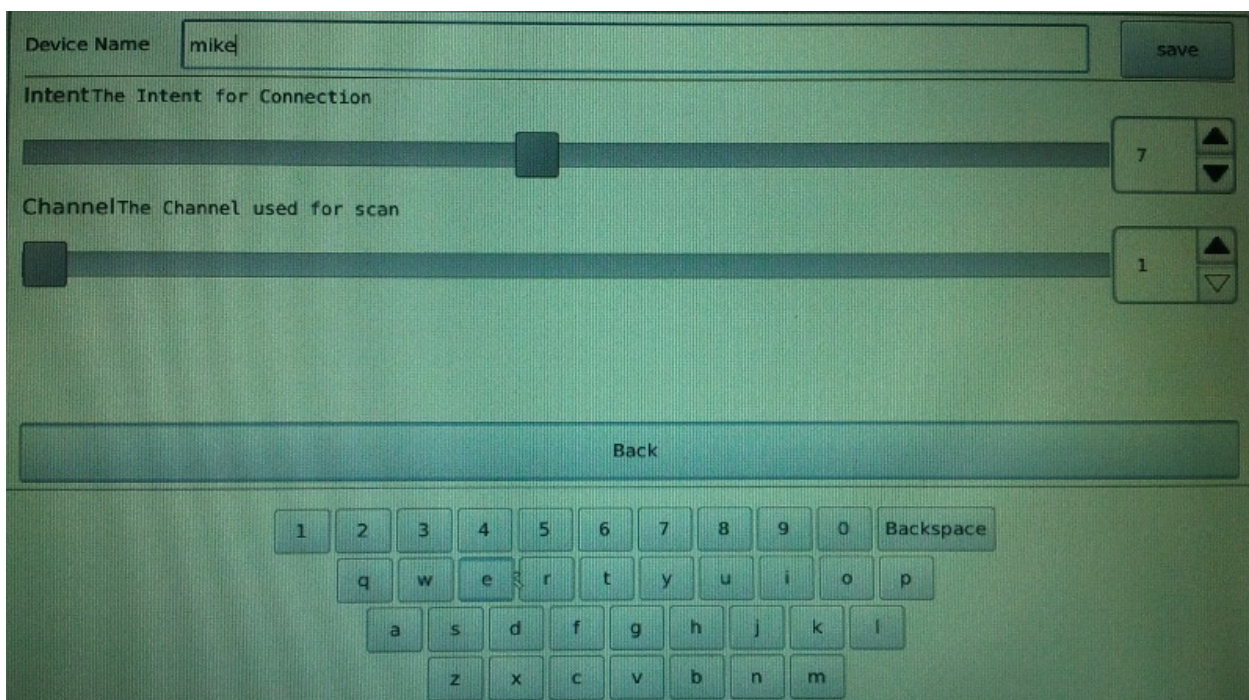 Device Name mike save
IntentThe Intent for Connection
7
ChannelThe Channel used for scan
1
Back
1 2 3 4 5 6 7 8 9 0 Backspace
q w e r t y u i o p
a s d f g h j k l
z x c v b n m